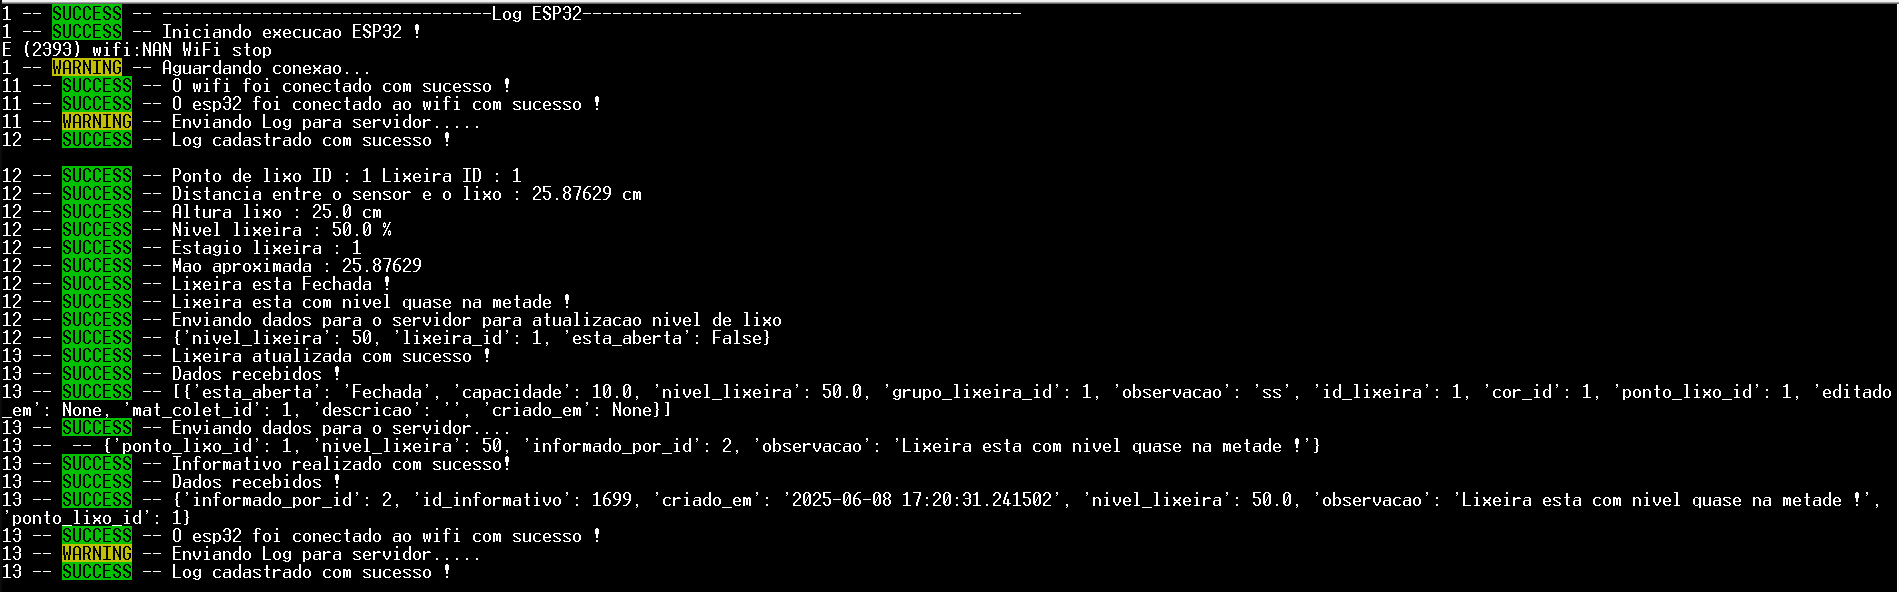 1 -- SUCCESS -- ---------------------------------Log ESP32--------------------------------------------
1 -- SUCCESS -- Iniciando execucao ESP32 !
E (2393) wifi:NAN WiFi stop
1 -- WARNING -- Aguardando conexao...
11 -- SUCCESS -- O wifi foi conectado com sucesso !
11 -- SUCCESS -- O esp32 foi conectado ao wifi com sucesso !
11 -- WARNING -- Enviando Log para servidor.....
12 -- SUCCESS -- Log cadastrado com sucesso !
12 -- SUCCESS -- Ponto de lixo ID : 1 Lixeira ID : 1
12 -- SUCCESS -- Distancia entre o sensor e o lixo : 25.87629 cm
12 -- SUCCESS -- Altura lixo : 25.0 cm
12 -- SUCCESS -- Nivel lixeira : 50.0 %
12 -- SUCCESS -- Estagio lixeira : 1
12 -- SUCCESS -- Mao aproximada : 25.87629
12 -- SUCCESS -- Lixeira esta Fechada !
12 -- SUCCESS -- Lixeira esta com nivel quase na metade !
12 -- SUCCESS -- Enviando dados para o servidor para atualizacao nivel de lixo
12 -- SUCCESS -- {'nivel_lixeira': 50, 'lixeira_id': 1, 'esta_aberta': False}
13 -- SUCCESS -- Lixeira atualizada com sucesso !
13 -- SUCCESS -- Dados recebidos !
13 -- SUCCESS -- [{'esta_aberta': 'Fechada', 'capacidade': 10.0, 'nivel_lixeira': 50.0, 'grupo_lixeira_id': 1, 'observacao': 'ss', 'id_lixeira': 1, 'cor_id': 1, 'ponto_lixo_id': 1, 'editado
_em': None, 'mat_colet_id': 1, 'descricao': '', 'criado_em': None}]
13 -- SUCCESS -- Enviando dados para o servidor....
13 --  -- {'ponto_lixo_id': 1, 'nivel_lixeira': 50, 'informado_por_id': 2, 'observacao': 'Lixeira esta com nivel quase na metade !'}
13 -- SUCCESS -- Informativo realizado com sucesso!
13 -- SUCCESS -- Dados recebidos !
13 -- SUCCESS -- {'informado_por_id': 2, 'id_informativo': 1699, 'criado_em': '2025-06-08 17:20:31.241502', 'nivel_lixeira': 50.0, 'observacao': 'Lixeira esta com nivel quase na metade !',
'ponto_lixo_id': 1}
13 -- SUCCESS -- O esp32 foi conectado ao wifi com sucesso !
13 -- WARNING -- Enviando Log para servidor.....
13 -- SUCCESS -- Log cadastrado com sucesso !